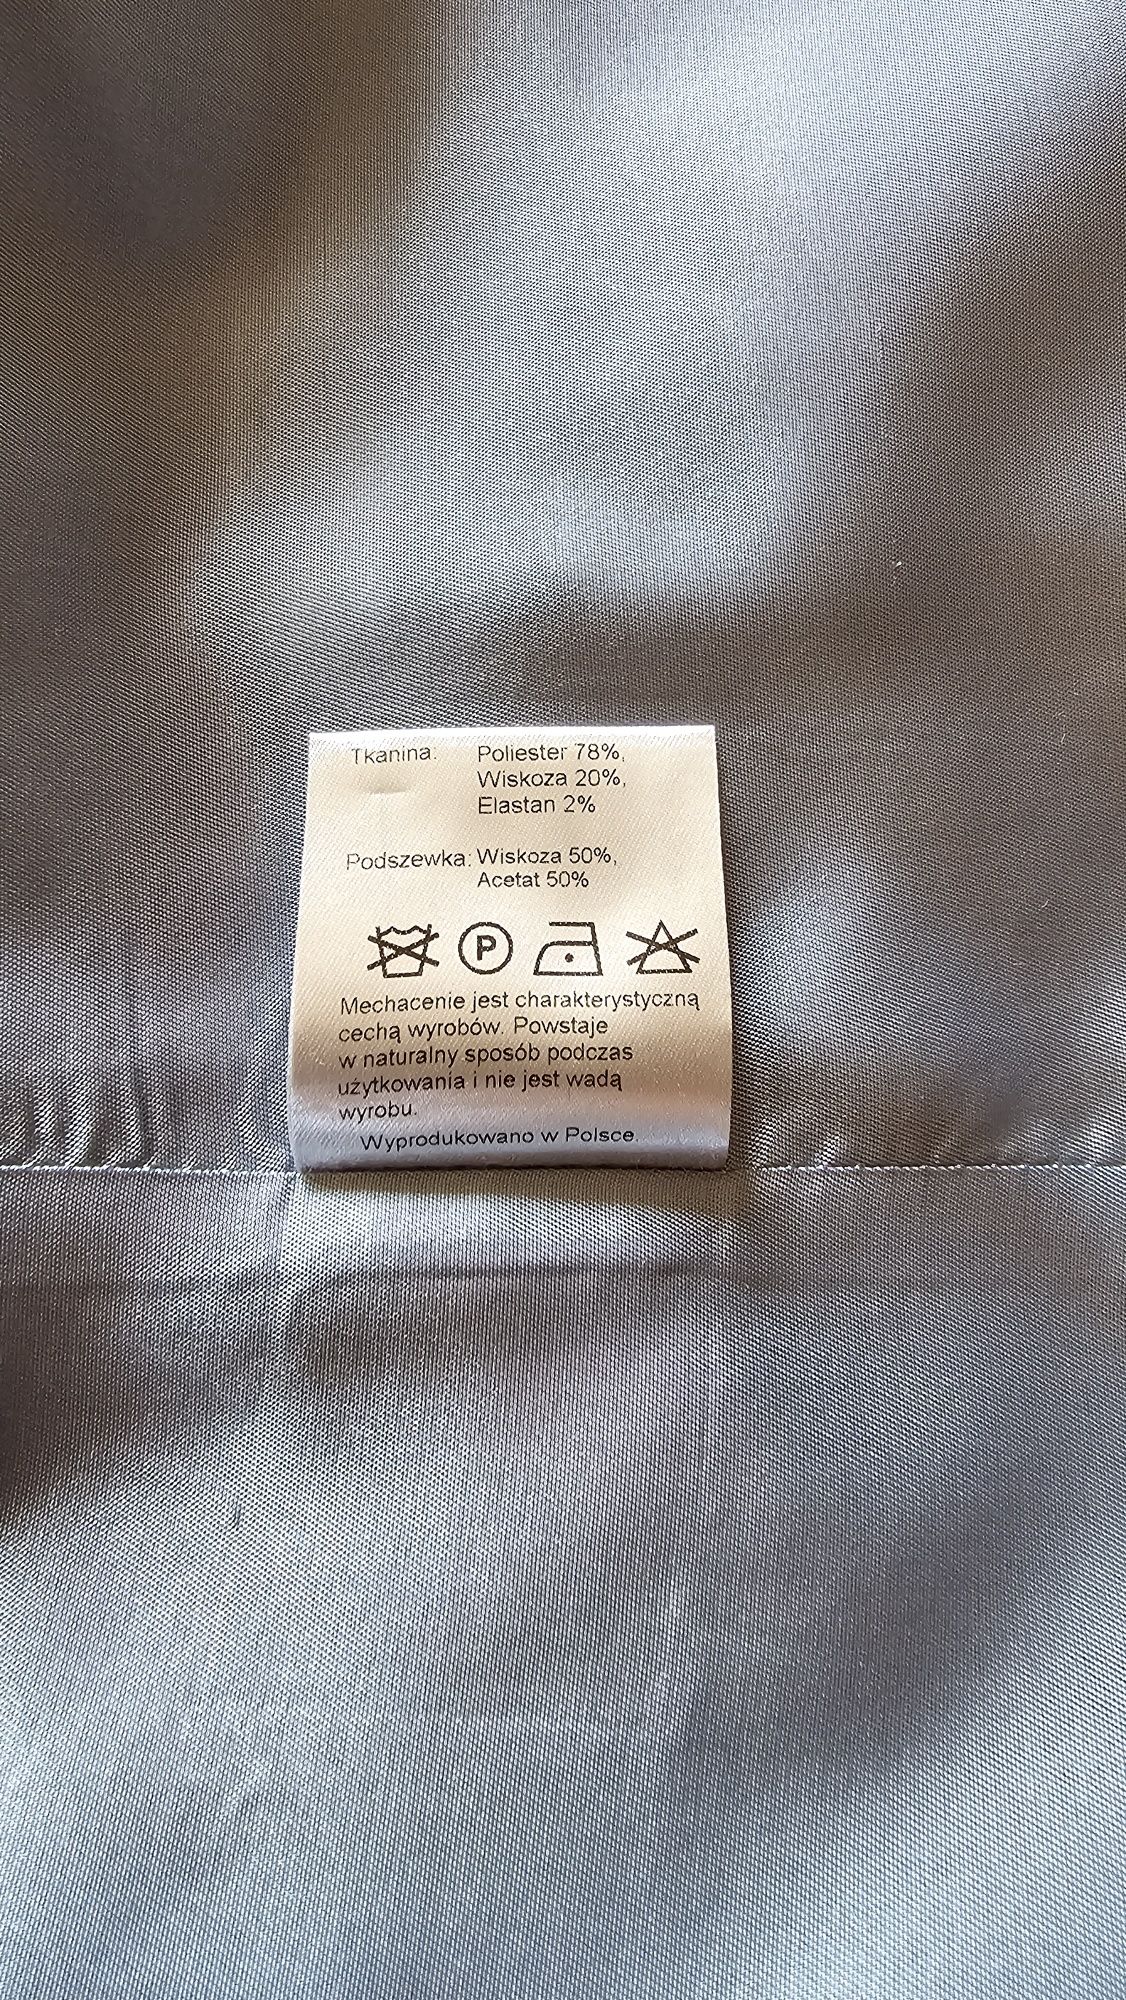 Tkanina: Poliester 78%,
Wiskoza 20%,
Elastan 2%
Podszewka: Wiskoza 50%,
Acetat 50%
P
Mechacenie jest charakterystyczną
cechą wyrobów. Powstaje
w naturalny sposób podczas
użytkowania i nie jest wadą
wyrobu.
Wyprodukowano w Polsce.